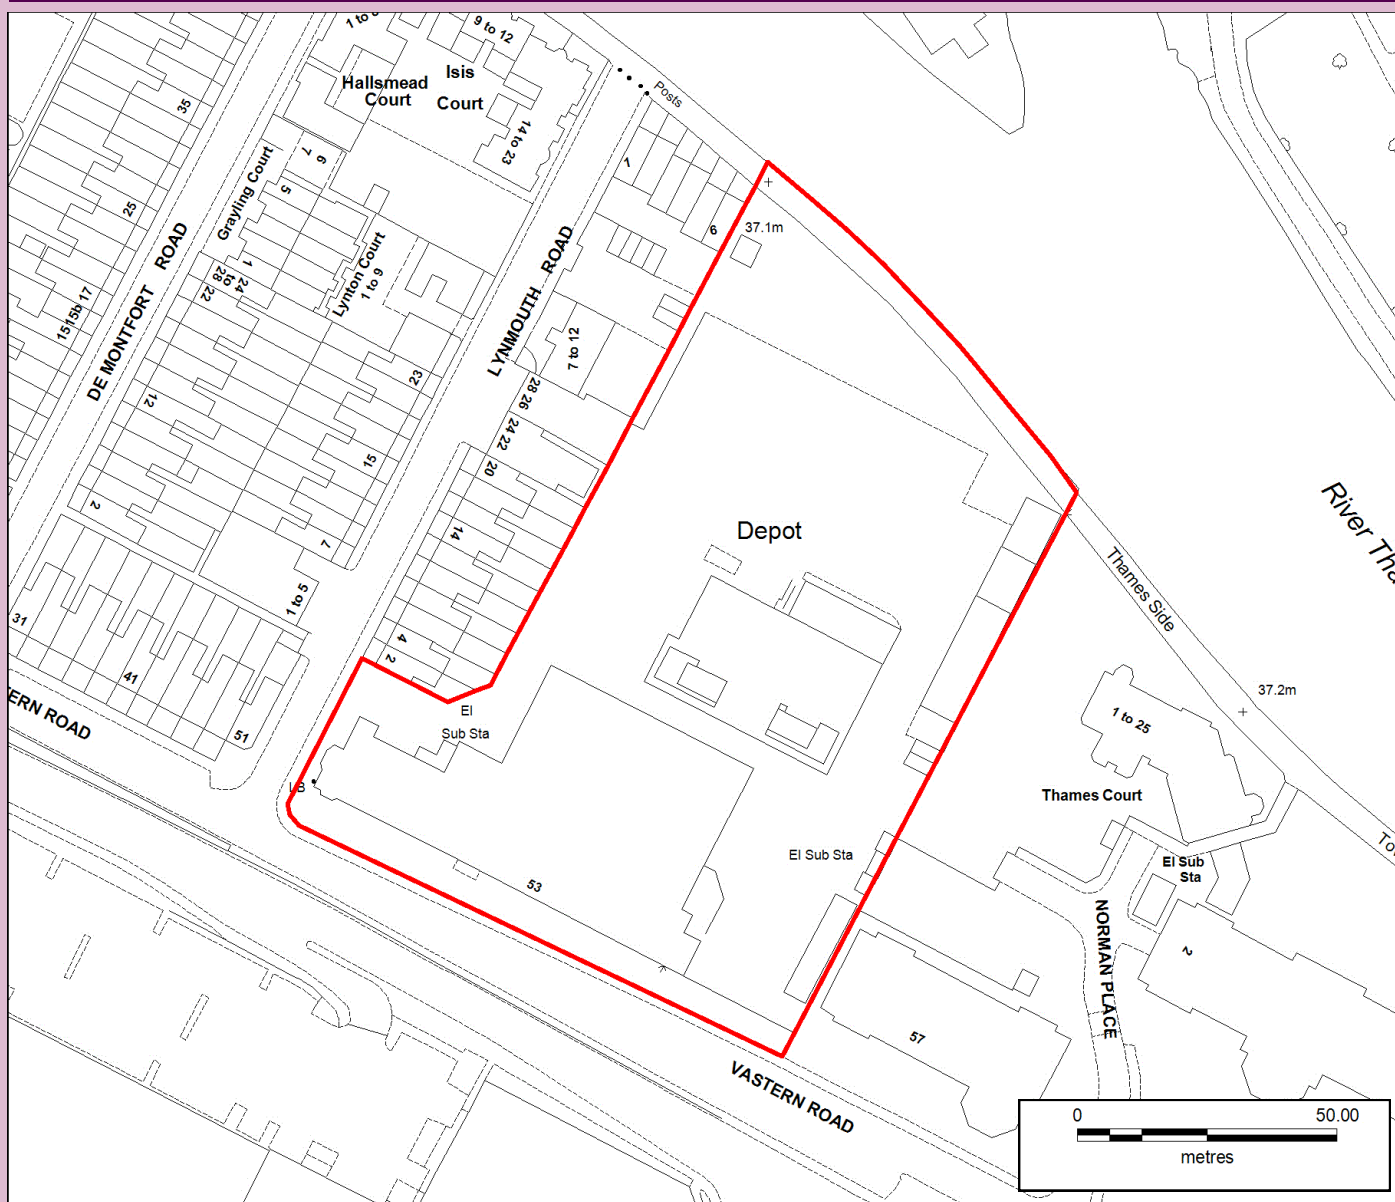 1 to
9 to 12
Hallsmead
Court
Isis
Court
Posts
14 to 23
35
7
6
5
1
Grayling Court
25
6
37.1m
DE MONTFORT ROAD
LYNMOUTH ROAD
Lynton Court
1 to 9
1
24
to
28
22
17
15b
15
7 to 12
23
12
28 26
24 22
20
15
14
2
7
Depot
River Tha
Thames Side
1 to 5
4
2
31
41
51
ERN ROAD
El
Sub Sta
LB
37.2m
1 to 25
Thames Court
El Sub Sta
El Sub
Sta
53
NORMAN PLACE
2
57
VASTERN ROAD
0
50.00
metres